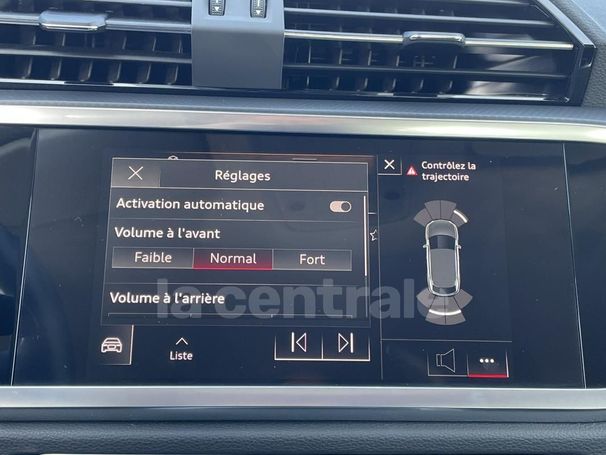 Réglages
Activation automatique
Volume à l'avant
Faible Normal Fort
Volume à l'arrière
Liste
Contrôlez la
trajectoire
la centrale